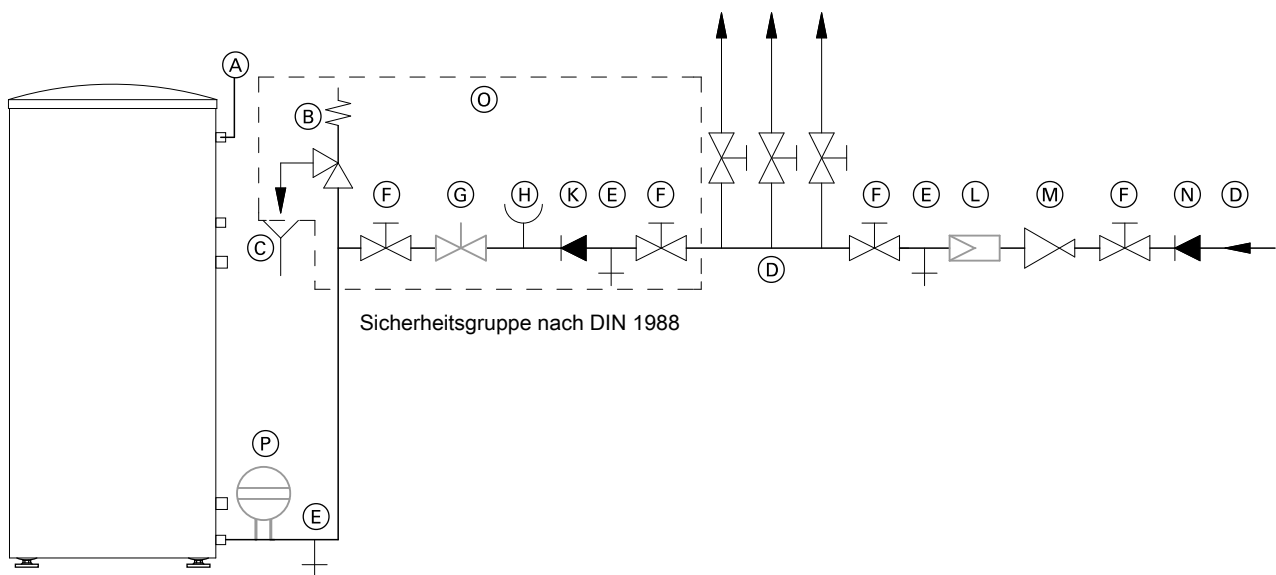 A
O
B
F G H K E F F E L M F N D
C
D
Sicherheitsgruppe nach DIN 1988
P
E